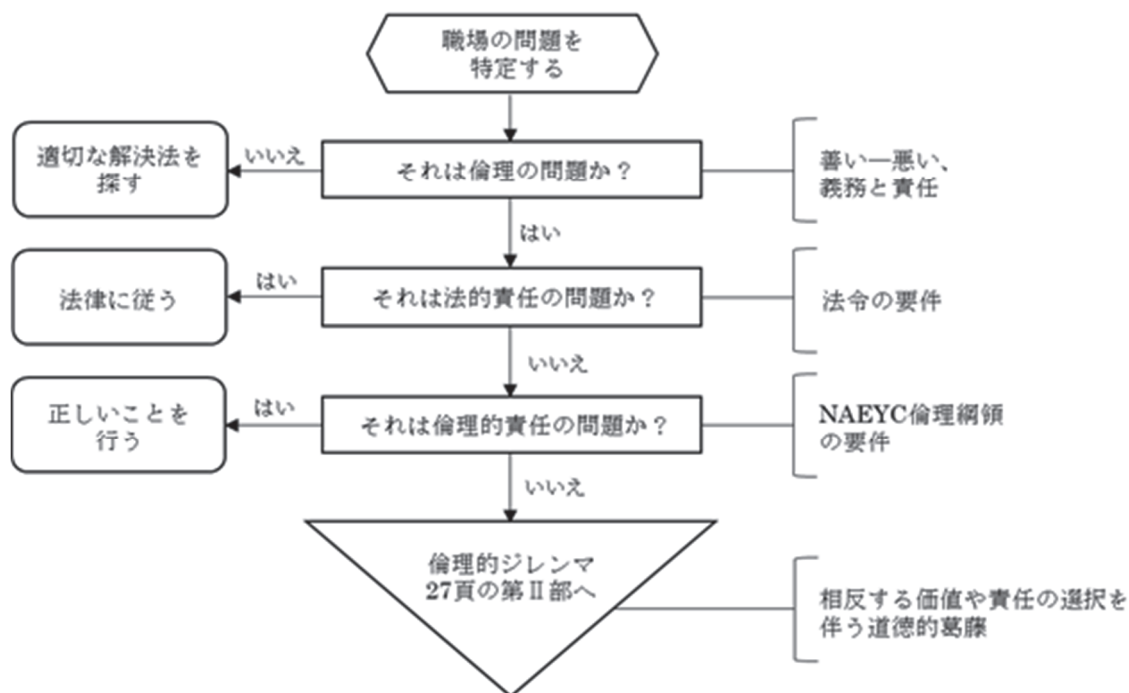 職場の問題を
特定する
適切な解決法を
探す
いいえ
それは倫理の問題か？
善い―悪い、
義務と責任
はい
法律に従う
はい
それは法的責任の問題か？
法令の要件
いいえ
正しいことを
行う
はい
それは倫理的責任の問題か？
NAEYC倫理綱領
の要件
いいえ
倫理的ジレンマ
27頁の第Ⅱ部へ
相反する価値や責任の選択を
伴う道徳的葛藤